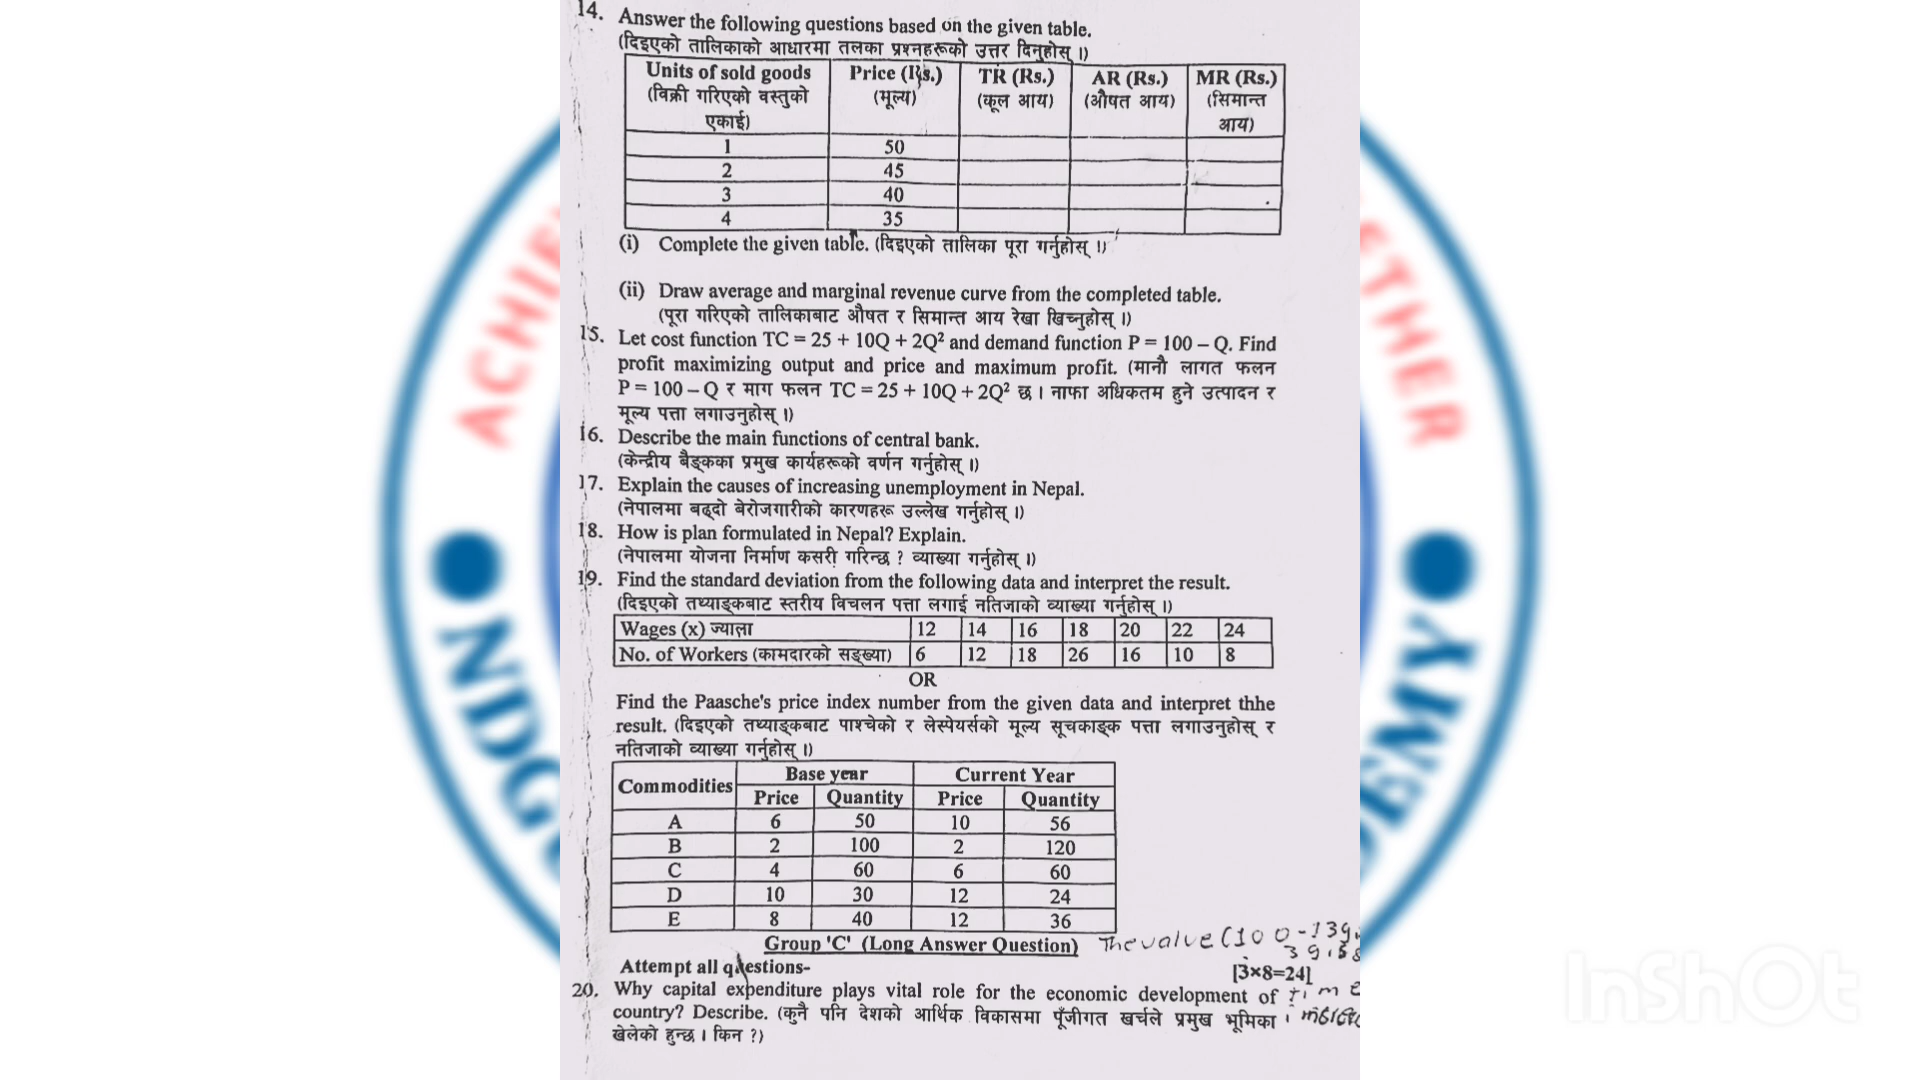 14. Answer the following questions based on the given table.
(दिइएको तालिकाको आधारमा तलका प्रश्नहरूको उत्तर दिनुहोस् ।)
Units of sold goods Price (Rs.) TR (Rs.) AR (Rs.) MR (Rs.)
(विक्री गरिएको वस्तुको (मूल्य) (कूल आय) (औषत आय) (सिमान्त
एकाई) आय)
1 50
2 45
3 40
4 35
(i) Complete the given table. (दिइएको तालिका पूरा गर्नुहोस् ।)
(ii) Draw average and marginal revenue curve from the completed table.
(पूरा गरिएको तालिकाबाट औषत र सिमान्त आय रेखा खिच्नुहोस् ।)
15. Let cost function TC = 25 + 10Q + 2Q² and demand function P = 100 – Q. Find
profit maximizing output and price and maximum profit. (मानौ लागत फलन
P = 100 – Q र माग फलन TC = 25 + 10Q + 2Q² छ । नाफा अधिकतम हुने उत्पादन र
मूल्य पत्ता लगाउनुहोस् ।)
16. Describe the main functions of central bank.
(केन्द्रीय बैङ्कका प्रमुख कार्यहरूको वर्णन गर्नुहोस् ।)
17. Explain the causes of increasing unemployment in Nepal.
(नेपालमा बढ्दो बेरोजगारीको कारणहरू उल्लेख गर्नुहोस् ।)
18. How is plan formulated in Nepal? Explain.
(नेपालमा योजना निर्माण कसरी गरिन्छ ? व्याख्या गर्नुहोस् ।)
19. Find the standard deviation from the following data and interpret the result.
(दिइएको तथ्याङ्कबाट स्तरीय विचलन पत्ता लगाई नतिजाको व्याख्या गर्नुहोस् ।)
Wages (x) ज्याला 12 14 16 18 20 22 24
No. of Workers (कामदारको सङ्ख्या) 6 12 18 26 16 10 8
OR
Find the Paasche's price index number from the given data and interpret thhe
result. (दिइएको तथ्याङ्कबाट पाश्चेको र लेस्पेयर्सको मूल्य सूचकाङ्क पत्ता लगाउनुहोस् र
नतिजाको व्याख्या गर्नुहोस् ।)
Commodities Base year Current Year
Price Quantity Price Quantity
A 6 50 10 56
B 2 100 2 120
C 4 60 6 60
D 10 30 12 24
E 8 40 12 36
Group 'C' (Long Answer Question) The value (100-139.
Attempt all questions- [3×8=24]
20. Why capital expenditure plays vital role for the economic development of
country? Describe. (कुनै पनि देशको आर्थिक विकासमा पूँजीगत खर्चले प्रमुख भूमिका
खेलेको हुन्छ । किन ?)
InShOt